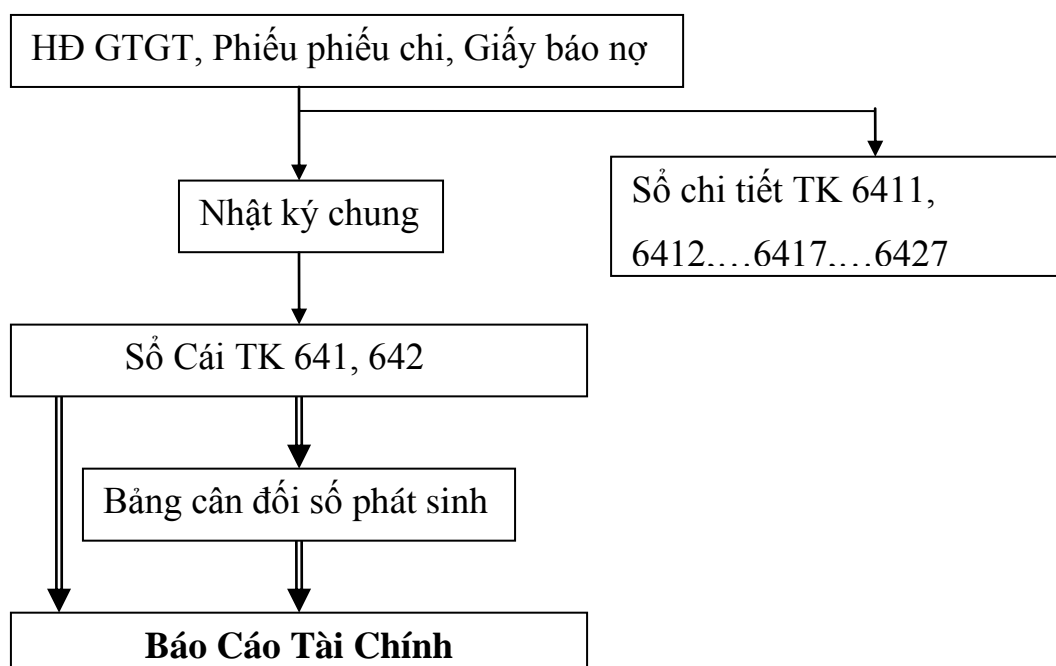 HĐ GTGT, Phiếu phiếu chi, Giấy báo nợ
Nhật ký chung
Sổ chi tiết TK 6411,
6412,…6417,…6427
Sổ Cái TK 641, 642
Bảng cân đối số phát sinh
Báo Cáo Tài Chính